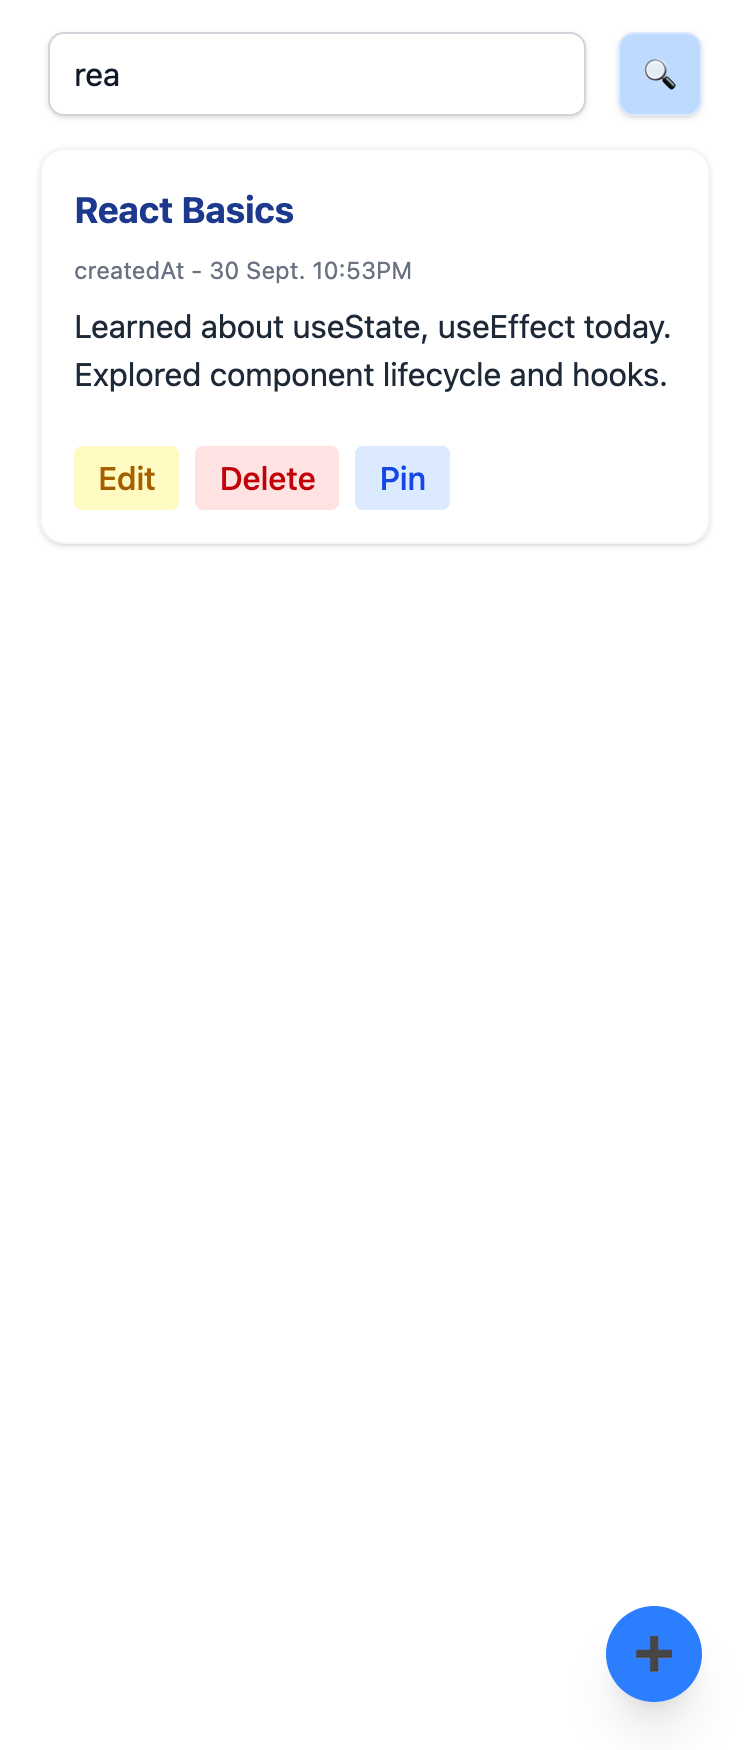 rea
React Basics
createdAt - 30 Sept. 10:53PM
Learned about useState, useEffect today.
Explored component lifecycle and hooks.
Edit Delete Pin